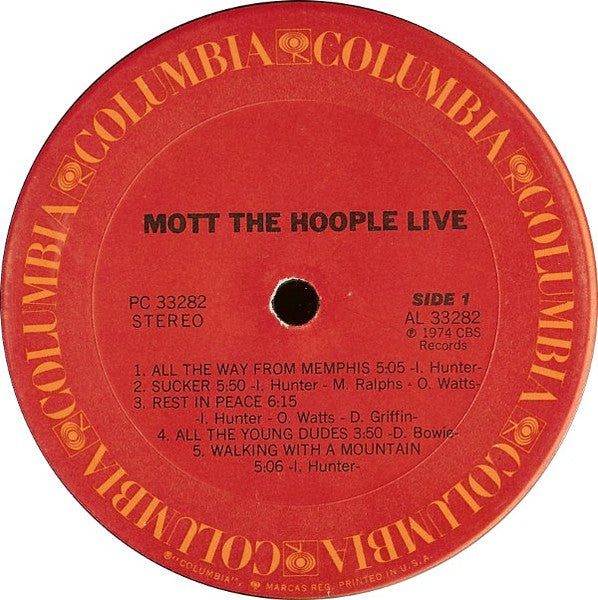 COLUMBIA COLUMBIA COLUMBIA COLUMBIA COLUMBIA COLUMBIA
MOTT THE HOOPLE LIVE
PC 33282
STEREO
SIDE 1
AL 33282
℗ 1974 CBS
Records
1. ALL THE WAY FROM MEMPHIS 5:05 -I. Hunter-
2. SUCKER 5:50 -I. Hunter - M. Ralphs - O. Watts-
3. REST IN PEACE 6:15
-I. Hunter - O. Watts - D. Griffin-
4. ALL THE YOUNG DUDES 3:50 -D. Bowie-
5. WALKING WITH A MOUNTAIN
5:06 -I. Hunter-
®"COLUMBIA", MARCAS REG. PRINTED IN U.S.A.